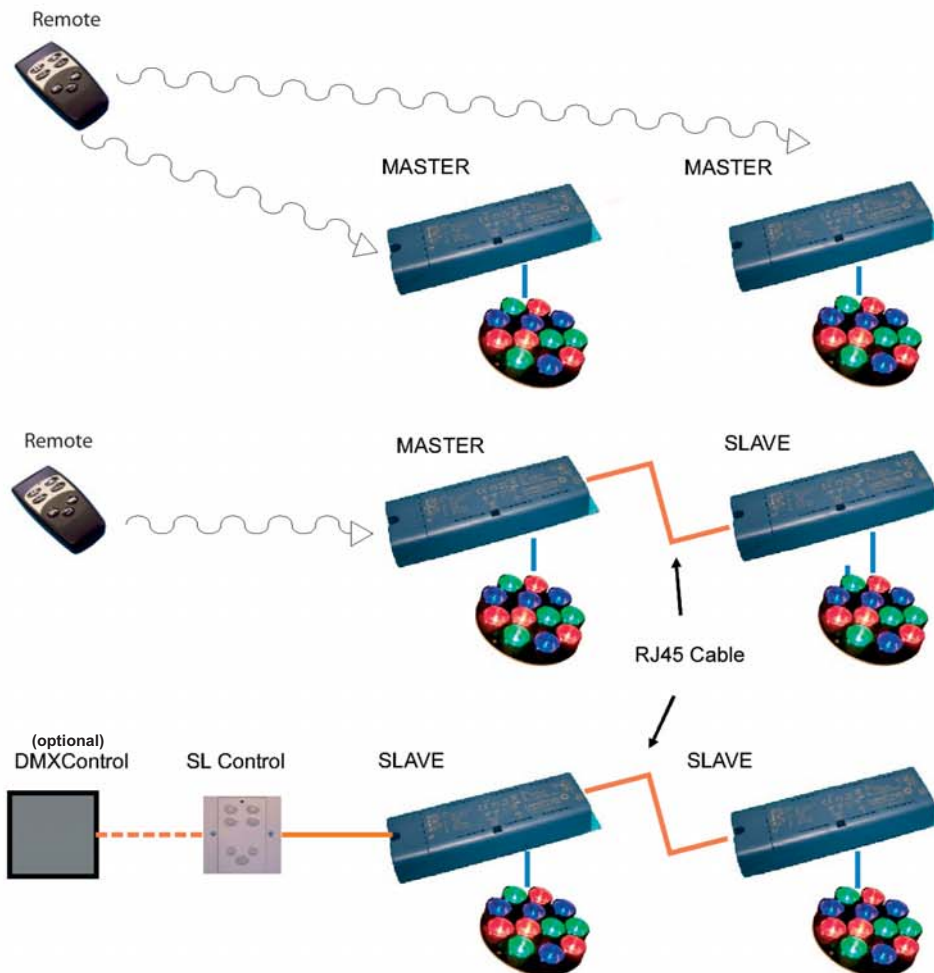 Remote
MASTER
MASTER
Remote
MASTER
SLAVE
RJ45 Cable
(optional)
DMXControl
SL Control
SLAVE
SLAVE